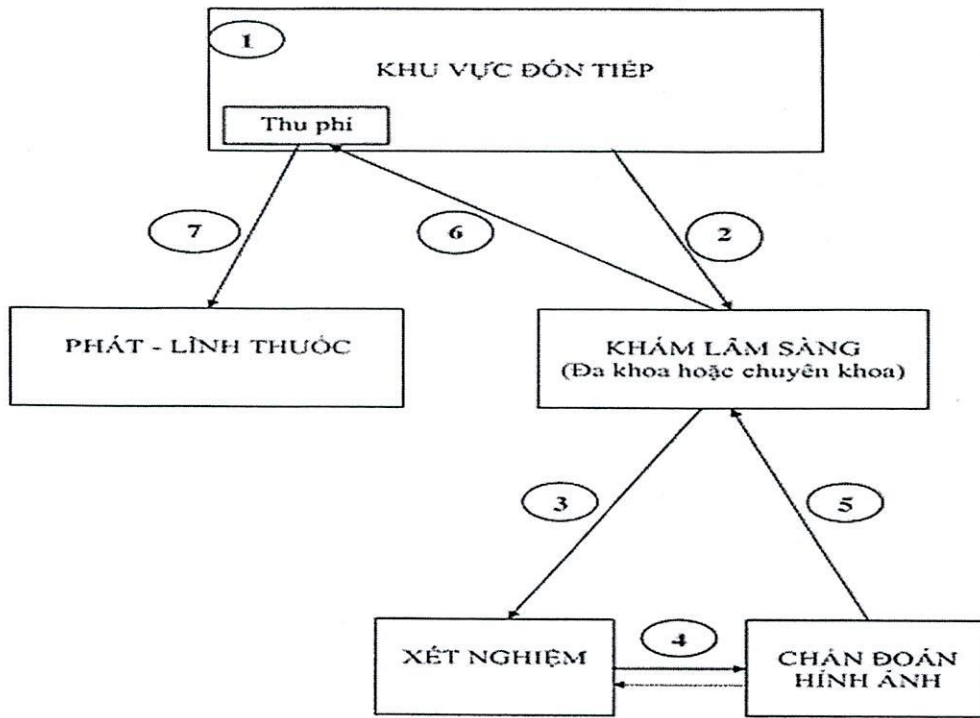 1
KHU VỰC ĐÓN TIẾP
Thu phí
7
6
2
PHÁT - LĨNH THUỐC
KHÁM LÂM SÀNG
(Đa khoa hoặc chuyên khoa)
3
5
XÉT NGHIỆM
4
CHẨN ĐOÁN
HÌNH ẢNH